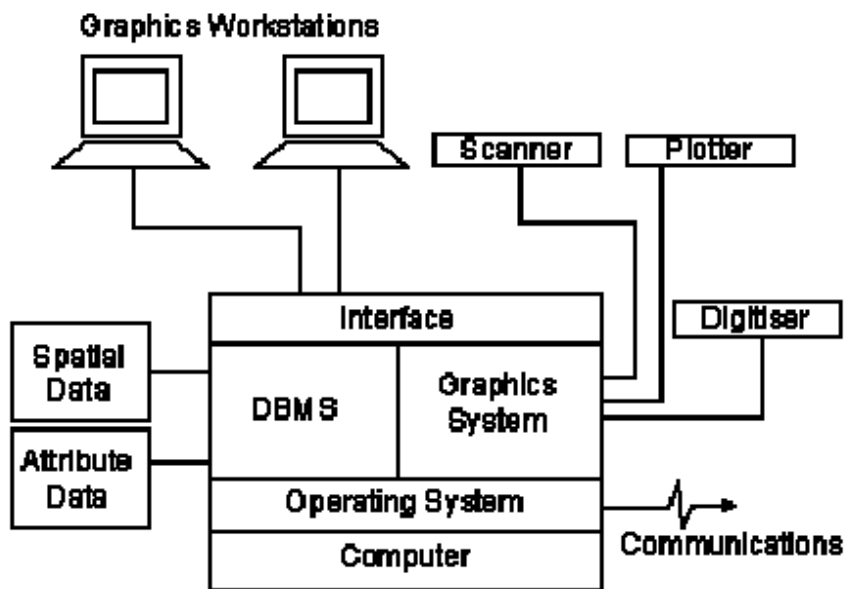 Graphics Workstations
Scanner
Plotter
Interface
Digitiser
Spatial
Data
DBMS
Graphics
System
Attribute
Data
Operating System
Communications
Computer